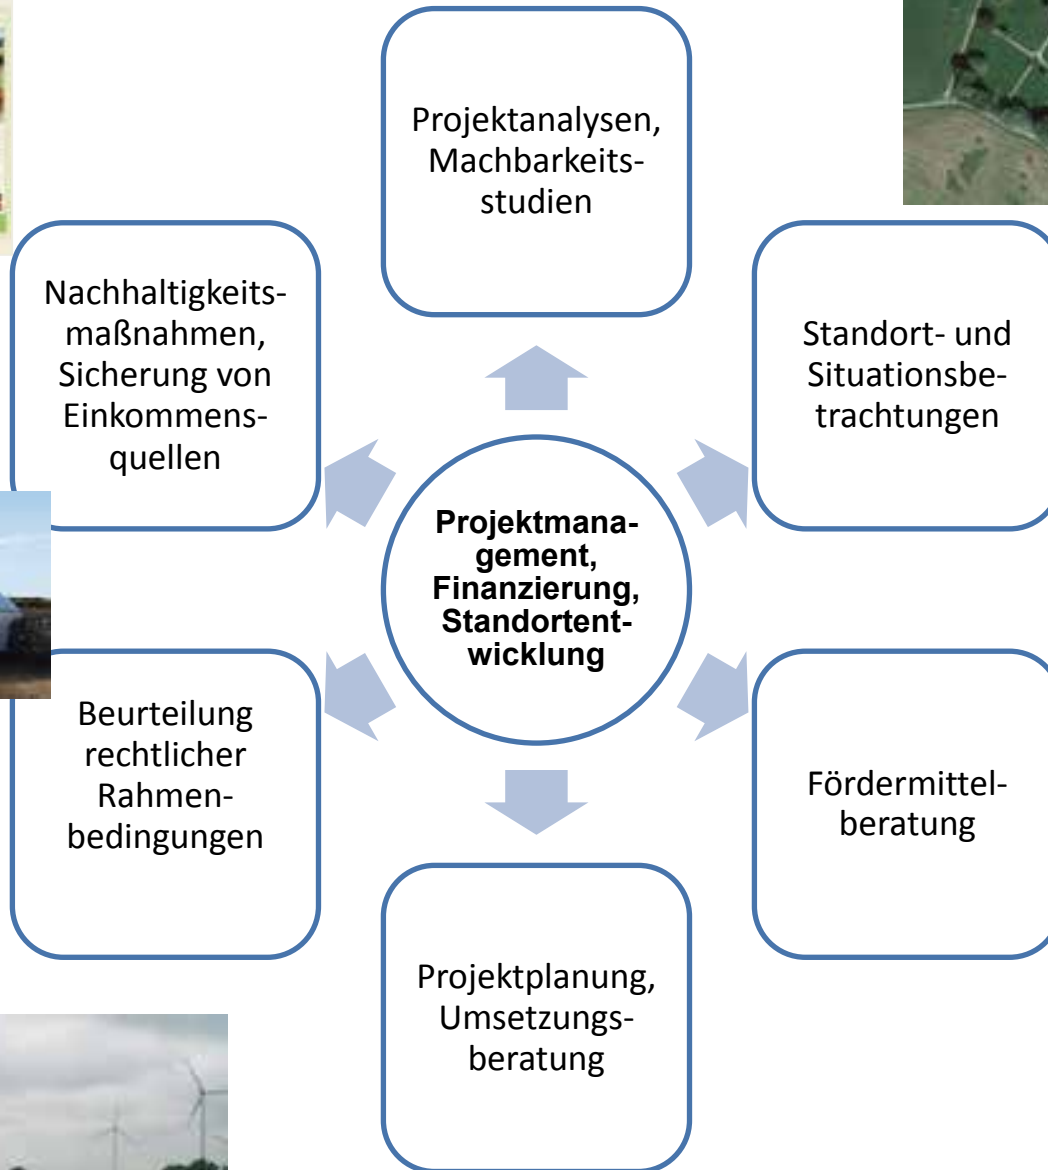 Projektanalysen,
Machbarkeits-
studien
Nachhaltigkeits-
maßnahmen,
Sicherung von
Einkommens-
quellen
Standort- und
Situationsbe-
trachtungen
Projektmana-
gement,
Finanzierung,
Standortent-
wicklung
Beurteilung
rechtlicher
Rahmen-
bedingungen
Fördermittel-
beratung
Projektplanung,
Umsetzungs-
beratung